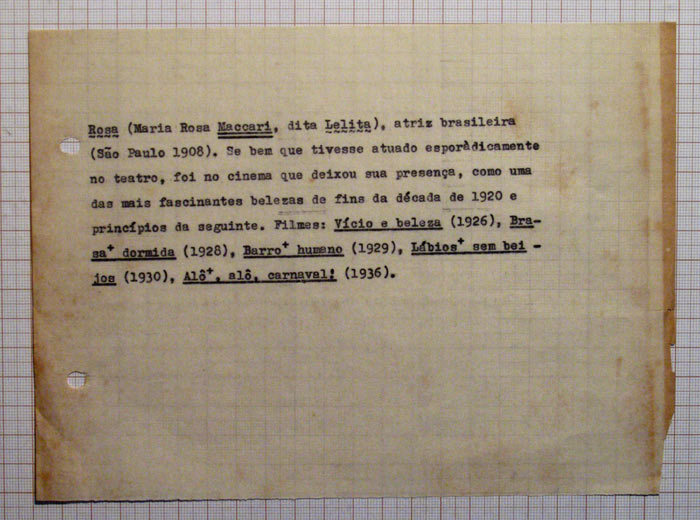 Rosa (Maria Rosa Maccari, dita Lelita), atriz brasileira
(São Paulo 1908). Se bem que tivesse atuado esporàdicamente
no teatro, foi no cinema que deixou sua presença, como uma
das mais fascinantes belezas de fins da década de 1920 e
princípios da seguinte. Filmes: Vício e beleza (1926), Bra-
sa+ dormida (1928), Barro+ humano (1929), Lábios+ sem bei -
jos (1930), Alô+, alô, carnaval! (1936).